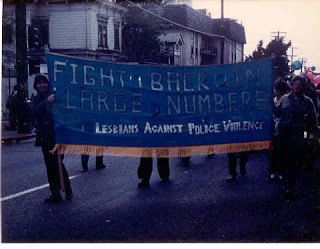 FIGHT BACK IN
LARGE NUMBERS
LESBIANS AGAINST POLICE VIOLENCE